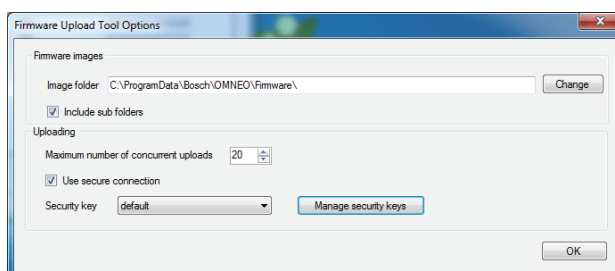 Firmware Upload Tool Options
Firmware images
Image folder C:\ProgramData\Bosch\OMNEO\Firmware\ Change
Include sub folders
Uploading
Maximum number of concurrent uploads 20
Use secure connection
Security key default Manage security keys
OK